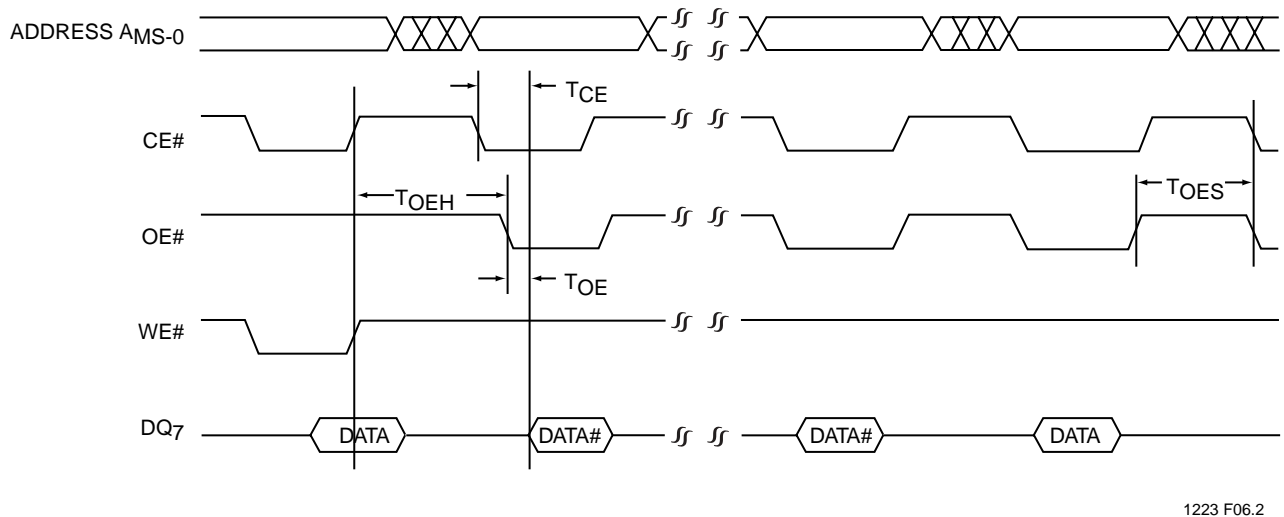 ADDRESS AMS-0
TCE
CE#
TOEH
TOES
OE#
TOE
WE#
DQ7
DATA
DATA#
DATA#
DATA
1223 F06.2